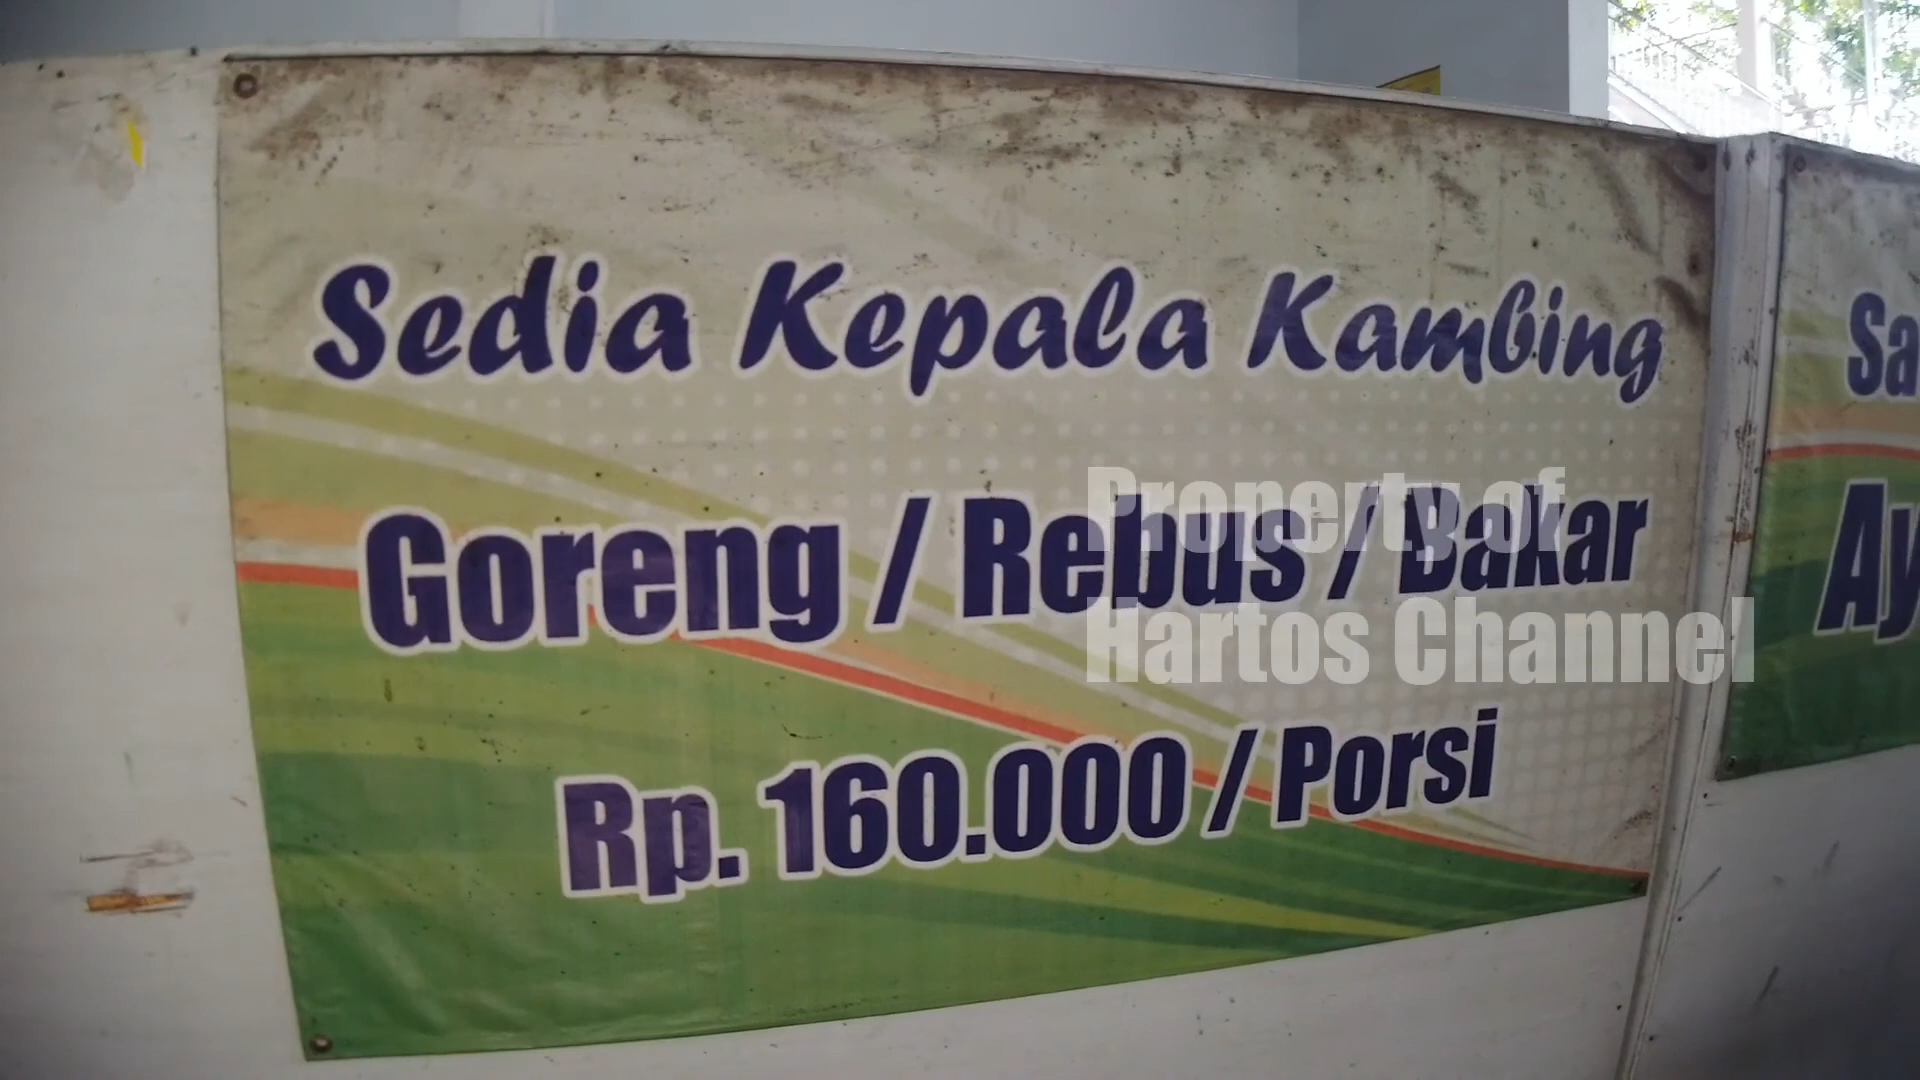 Sedia Kepala Kambing
Goreng / Rebus / Bakar
Rp. 160.000 / Porsi
Property of
Hartos Channel